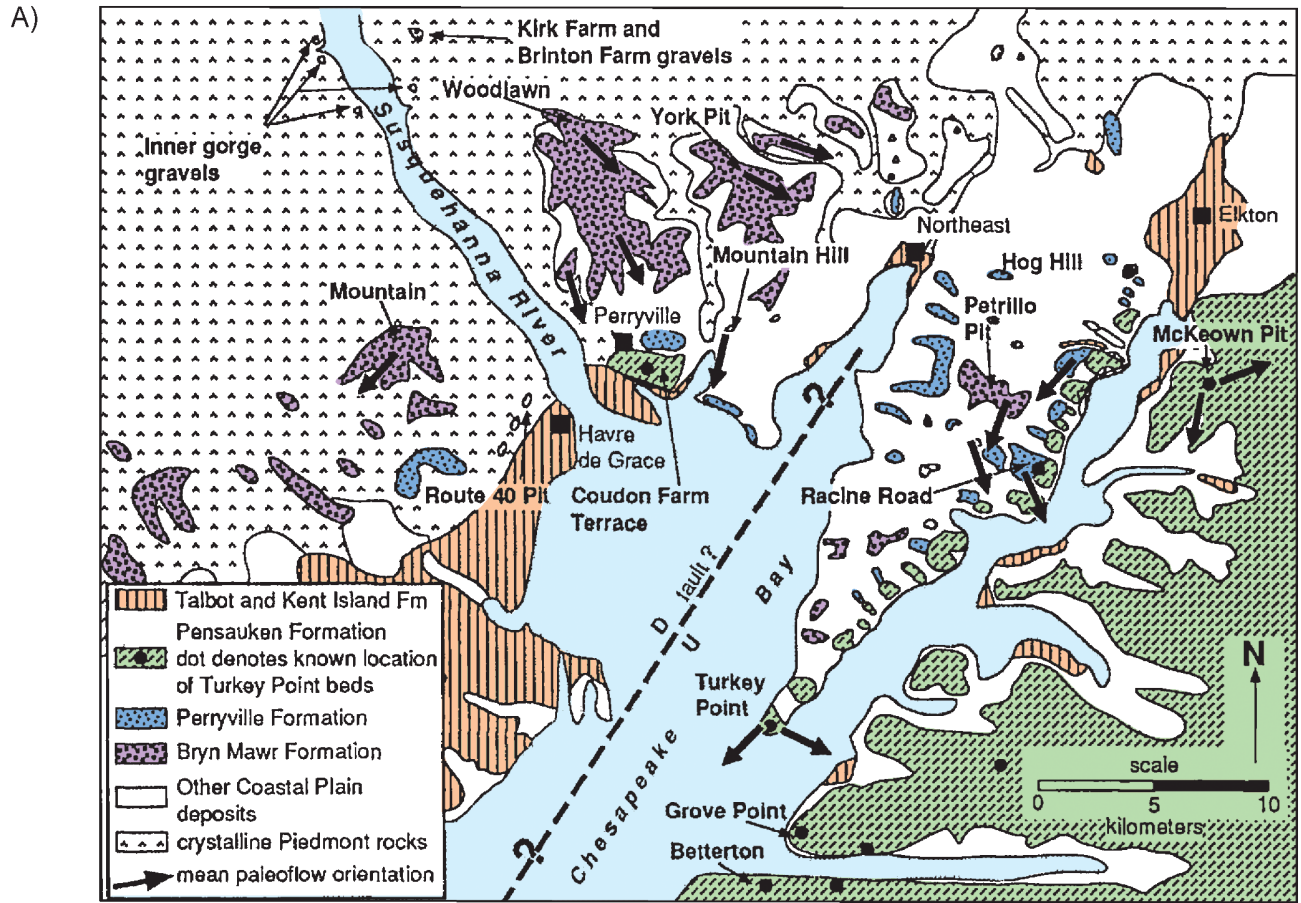 A)
Kirk Farm and
Brinton Farm gravels
Woodlawn
York Pit
Inner gorge
gravels
Susquehanna River
Northeast
Elkton
Mountain Hill
Hog Hill
Mountain
Perryville
Petrillo
Pit
McKeown Pit
Havre
de Grace
Route 40 Pit
Coudon Farm
Terrace
Racine Road
?
D fault ?
U
Chesapeake Bay
?
Turkey
Point
Grove Point
Betterton
N
scale
0 5 10
kilometers
Talbot and Kent Island Fm
Pensauken Formation
dot denotes known location
of Turkey Point beds
Perryville Formation
Bryn Mawr Formation
Other Coastal Plain
deposits
crystalline Piedmont rocks
mean paleoflow orientation